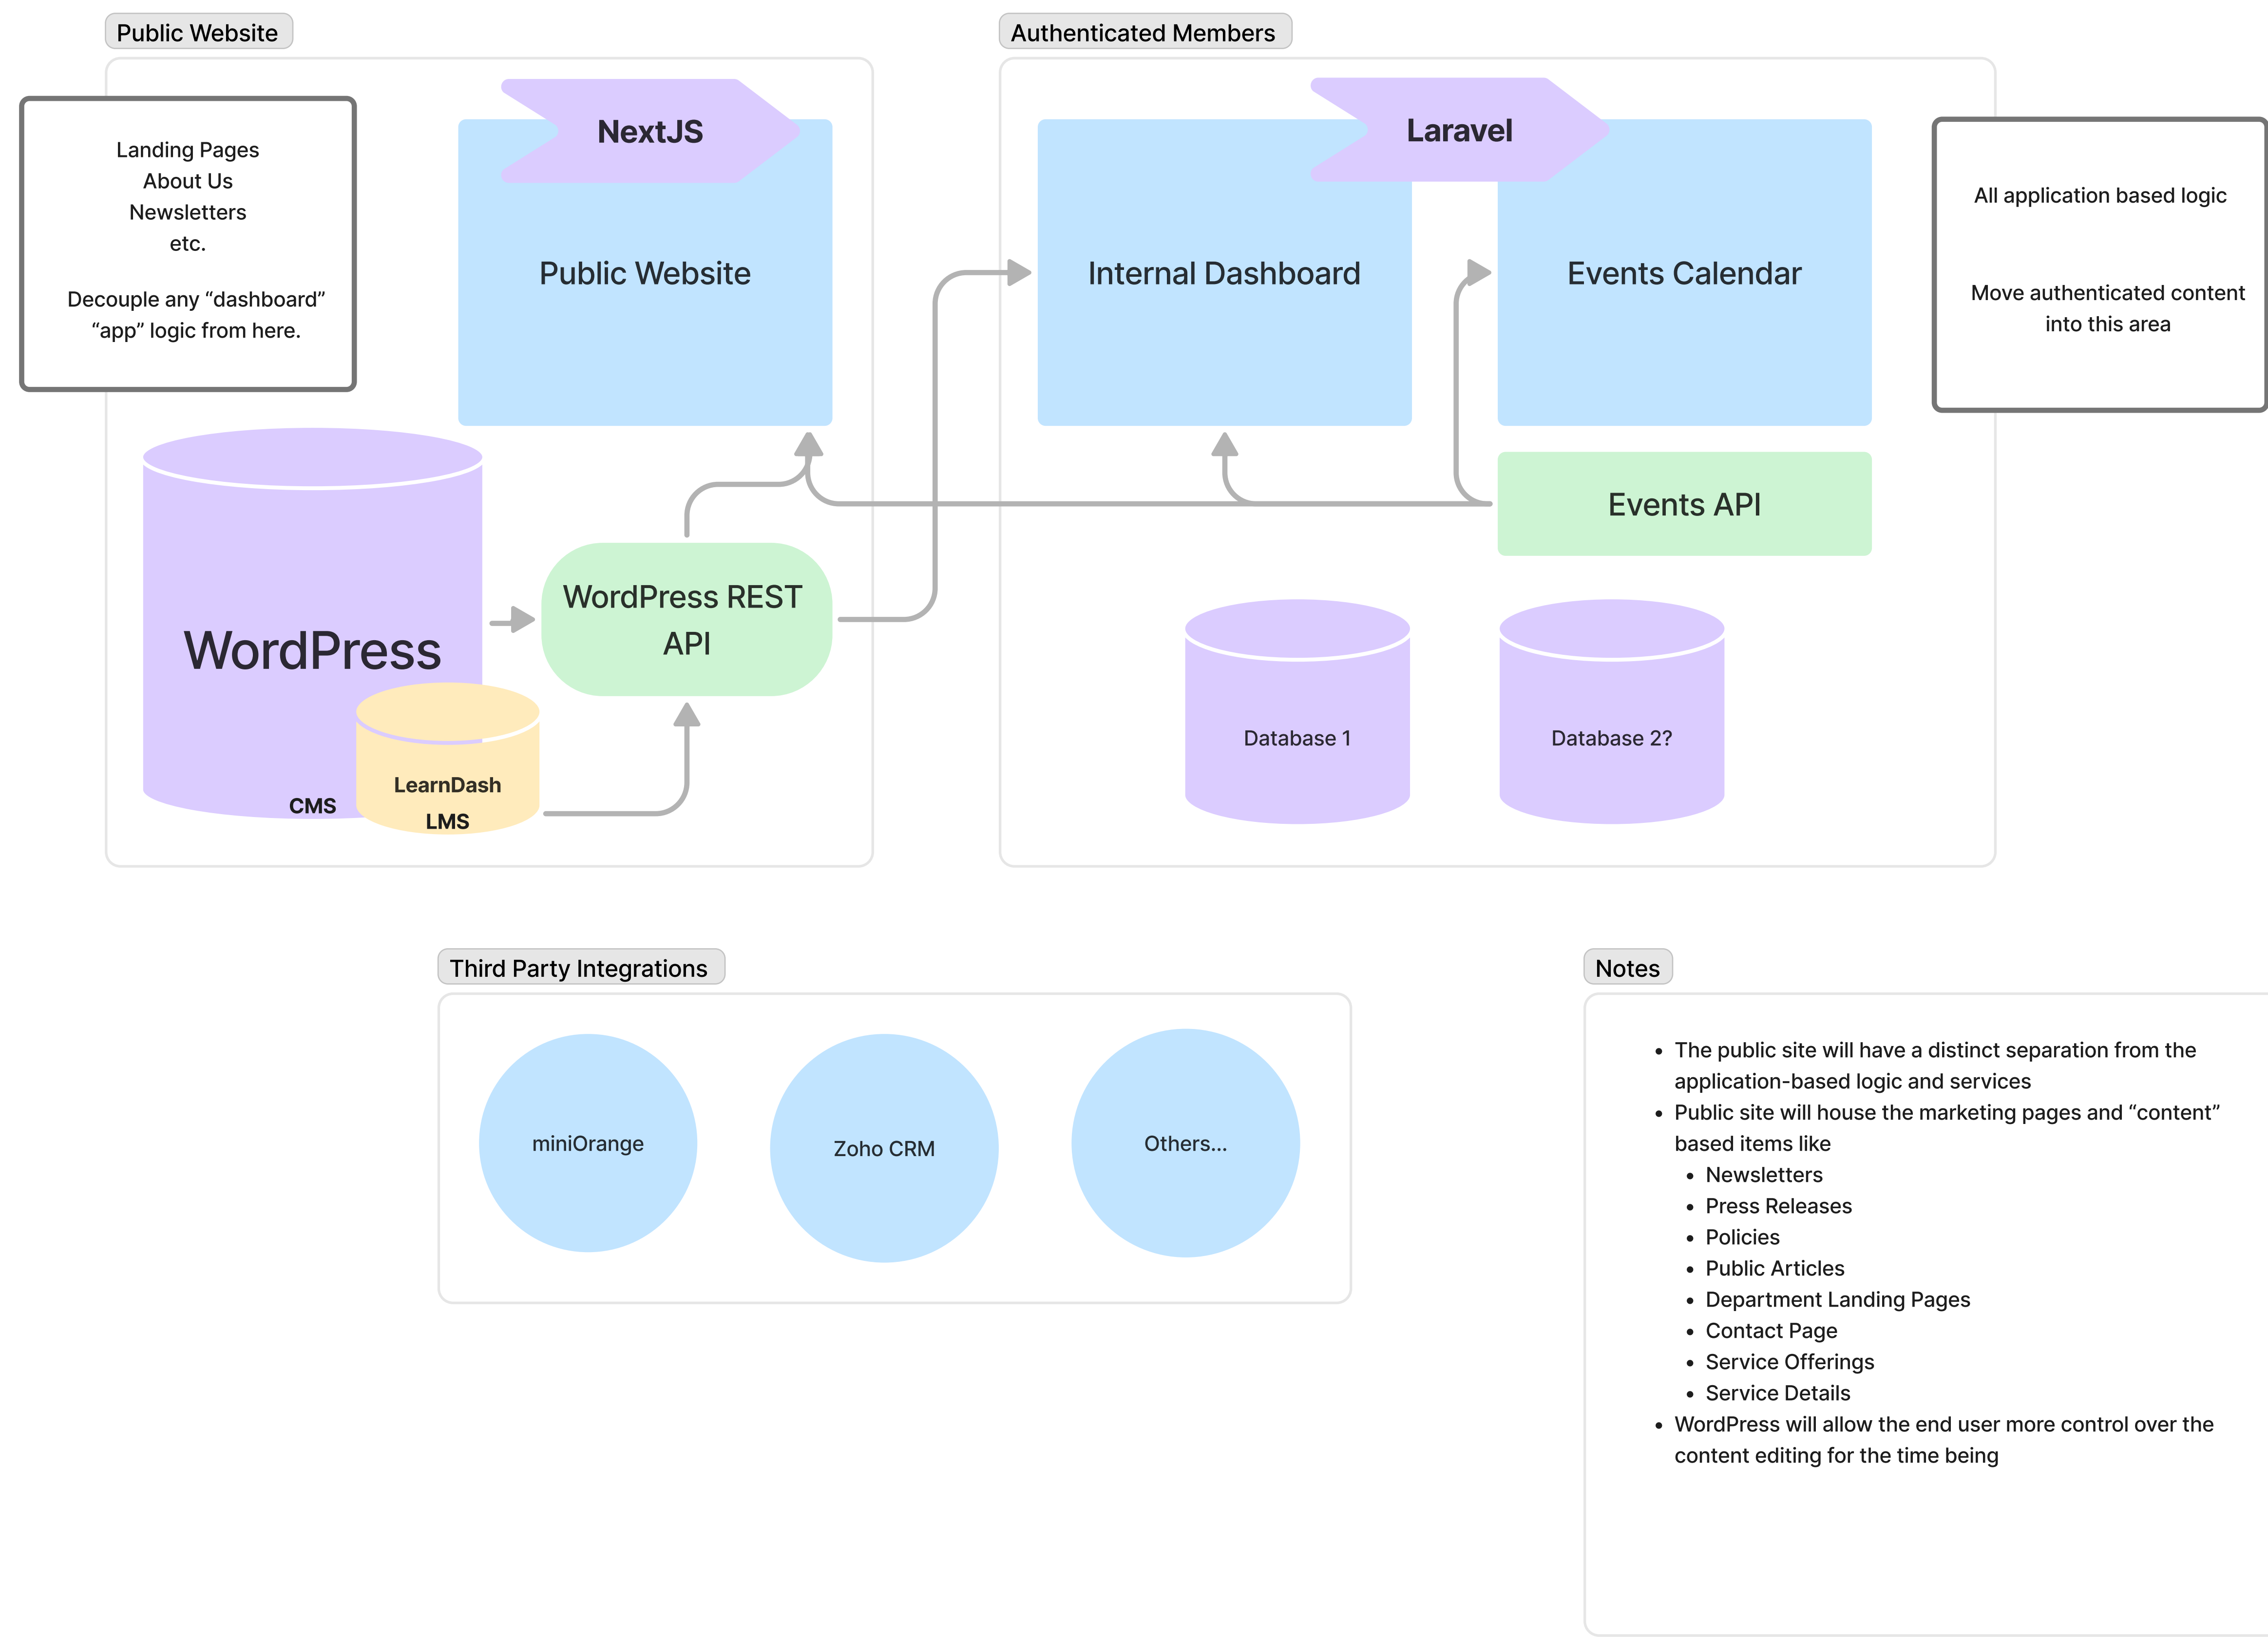 Public Website
Landing Pages
About Us
Newsletters
etc.
Decouple any “dashboard”
“app” logic from here.
NextJS
Public Website
WordPress
CMS
LearnDash
LMS
WordPress REST
API
Authenticated Members
Laravel
Internal Dashboard
Events Calendar
Events API
Database 1
Database 2?
All application based logic
Move authenticated content
into this area
Third Party Integrations
miniOrange
Zoho CRM
Others...
Notes
• The public site will have a distinct separation from the
application-based logic and services
• Public site will house the marketing pages and “content”
based items like
• Newsletters
• Press Releases
• Policies
• Public Articles
• Department Landing Pages
• Contact Page
• Service Offerings
• Service Details
• WordPress will allow the end user more control over the
content editing for the time being